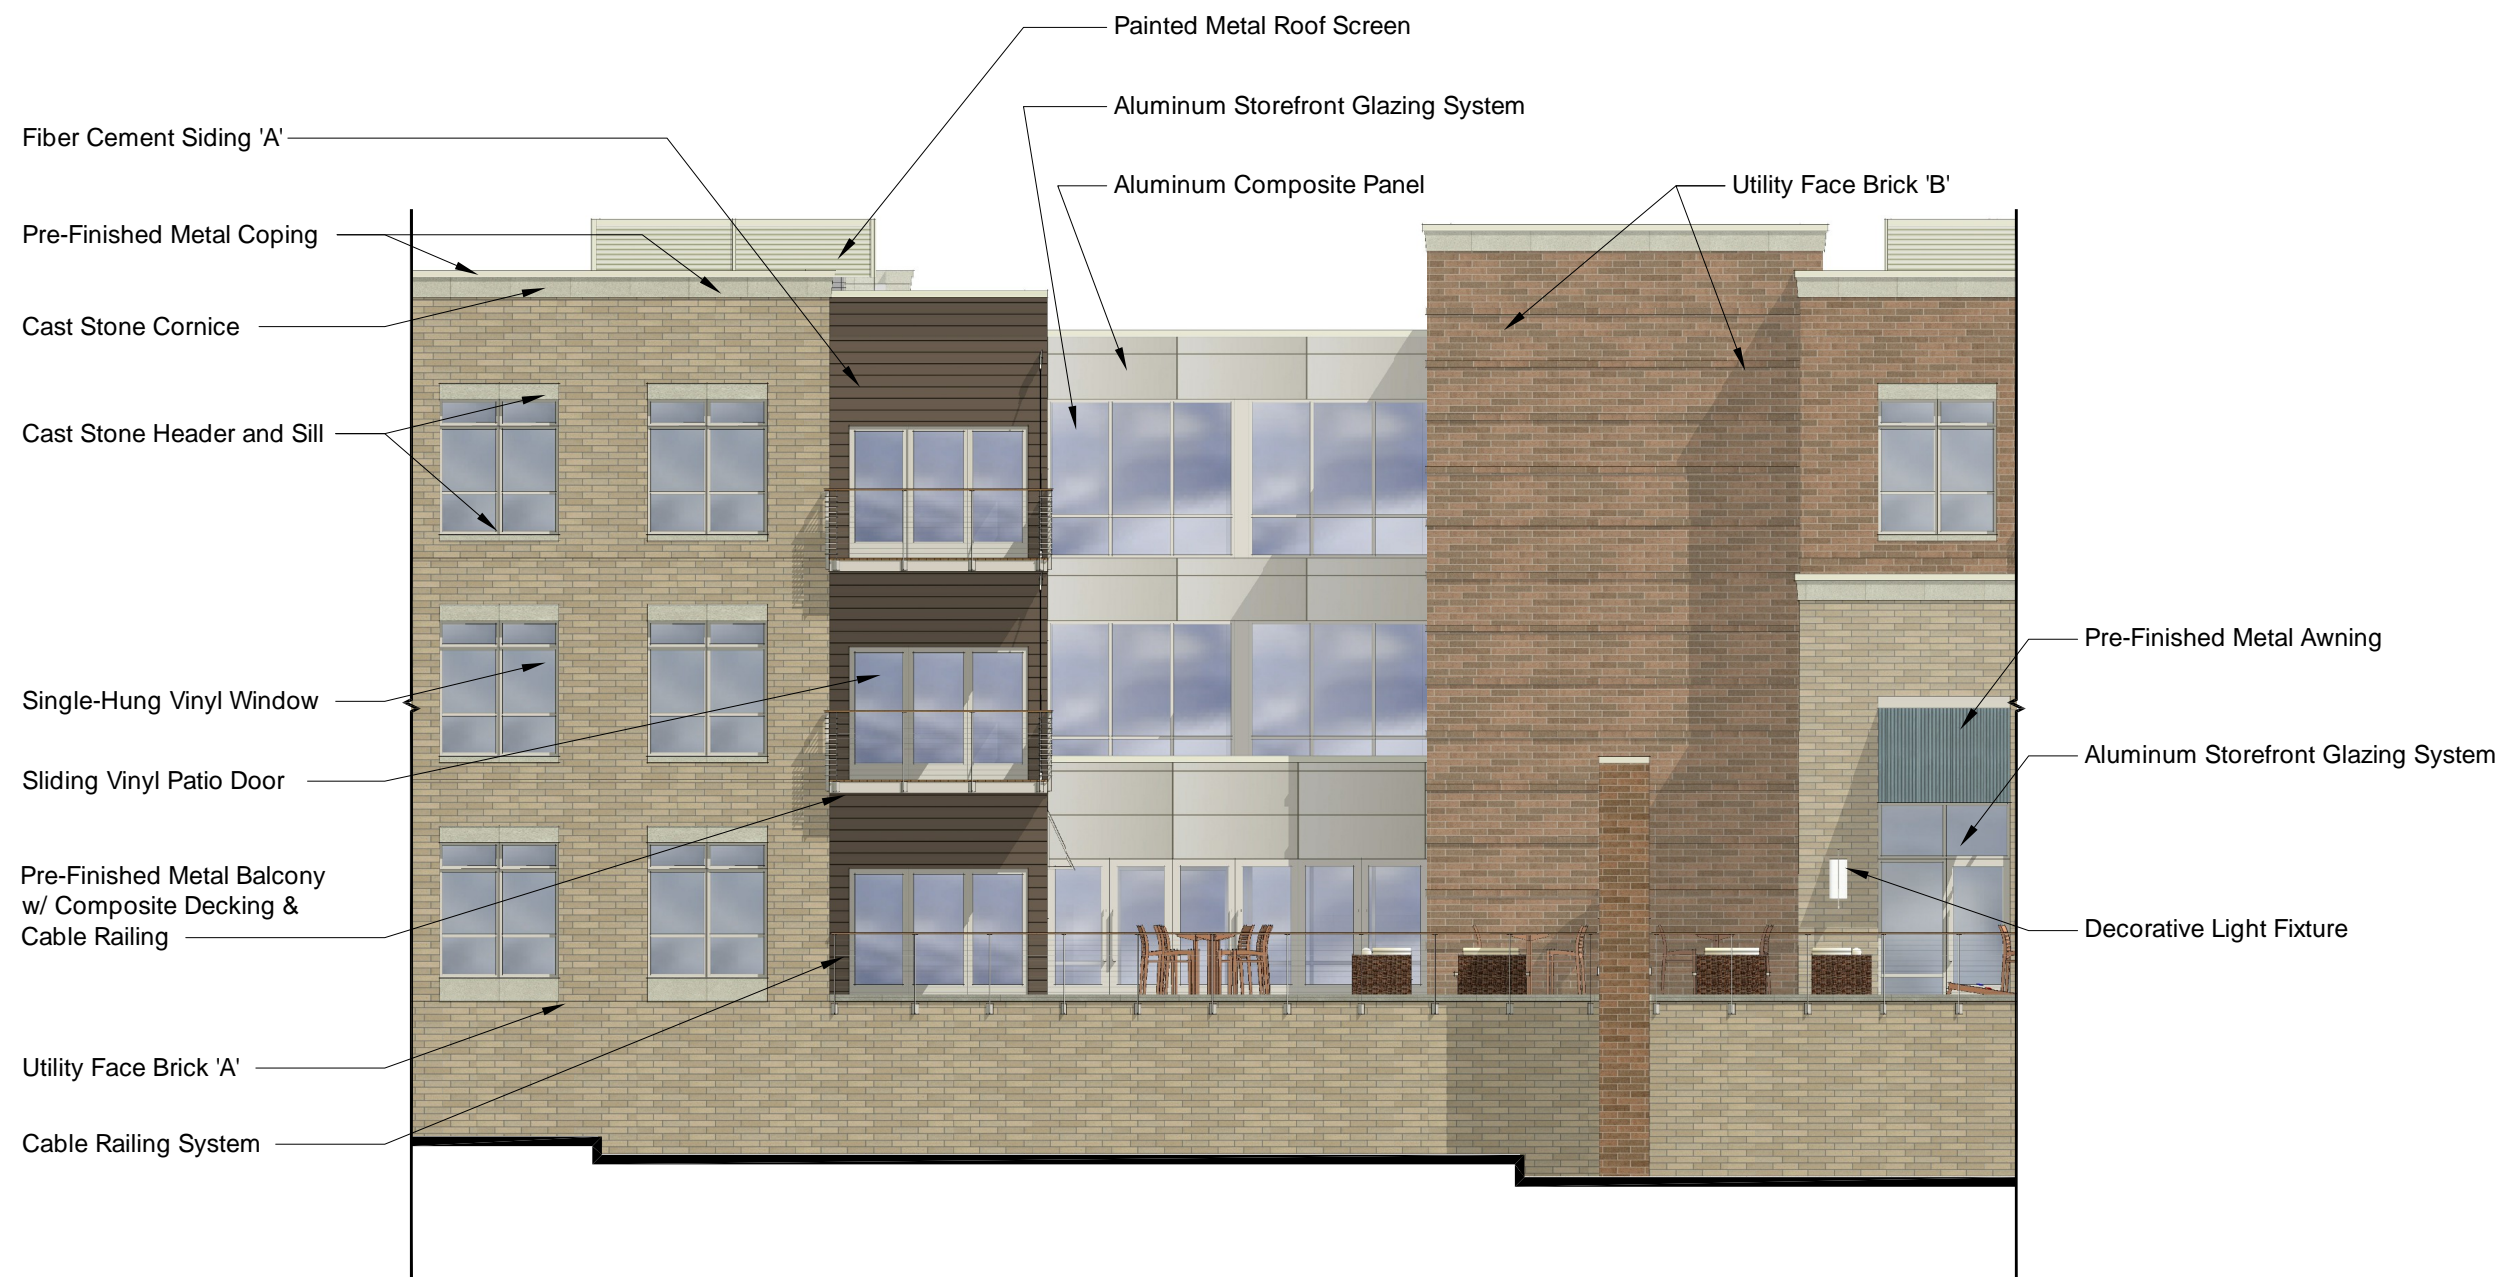 Painted Metal Roof Screen
Aluminum Storefront Glazing System
Fiber Cement Siding 'A'
Aluminum Composite Panel
Utility Face Brick 'B'
Pre-Finished Metal Coping
Cast Stone Cornice
Cast Stone Header and Sill
Pre-Finished Metal Awning
Single-Hung Vinyl Window
Aluminum Storefront Glazing System
Sliding Vinyl Patio Door
Pre-Finished Metal Balcony
w/ Composite Decking &
Cable Railing
Decorative Light Fixture
Utility Face Brick 'A'
Cable Railing System